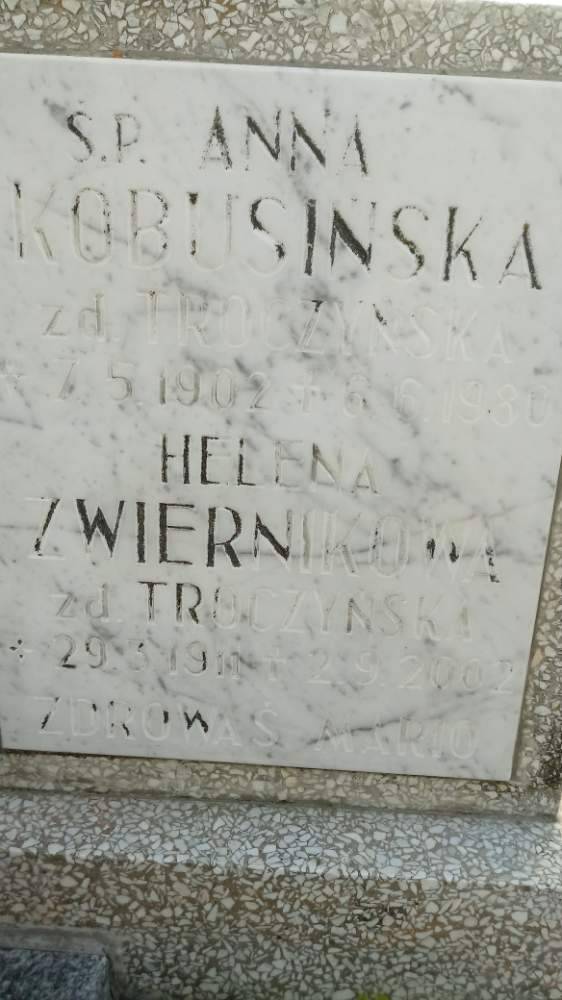 Ś.P. ANNA
KOBUSIŃSKA
zd. TROCZYŃSKA
* 7.5.1902 + 6.6.1980
HELENA
ZWIERNIKOWA
zd. TROCZYŃSKA
* 29.3.1911 + 2.9.2002
ZDROWAŚ MARIO